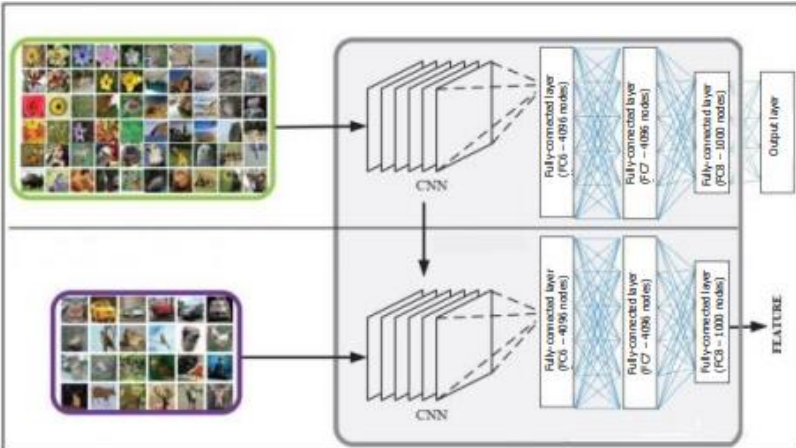 CNN
Fully-connected layer
(FC6 – 4096 nodes)
Fully-connected layer
(FC7 – 4096 nodes)
Fully-connected layer
(FC8 – 1000 nodes)
Output layer
CNN
Fully-connected layer
(FC6 – 4096 nodes)
Fully-connected layer
(FC7 – 4096 nodes)
Fully-connected layer
(FC8 – 1000 nodes)
FEATURE